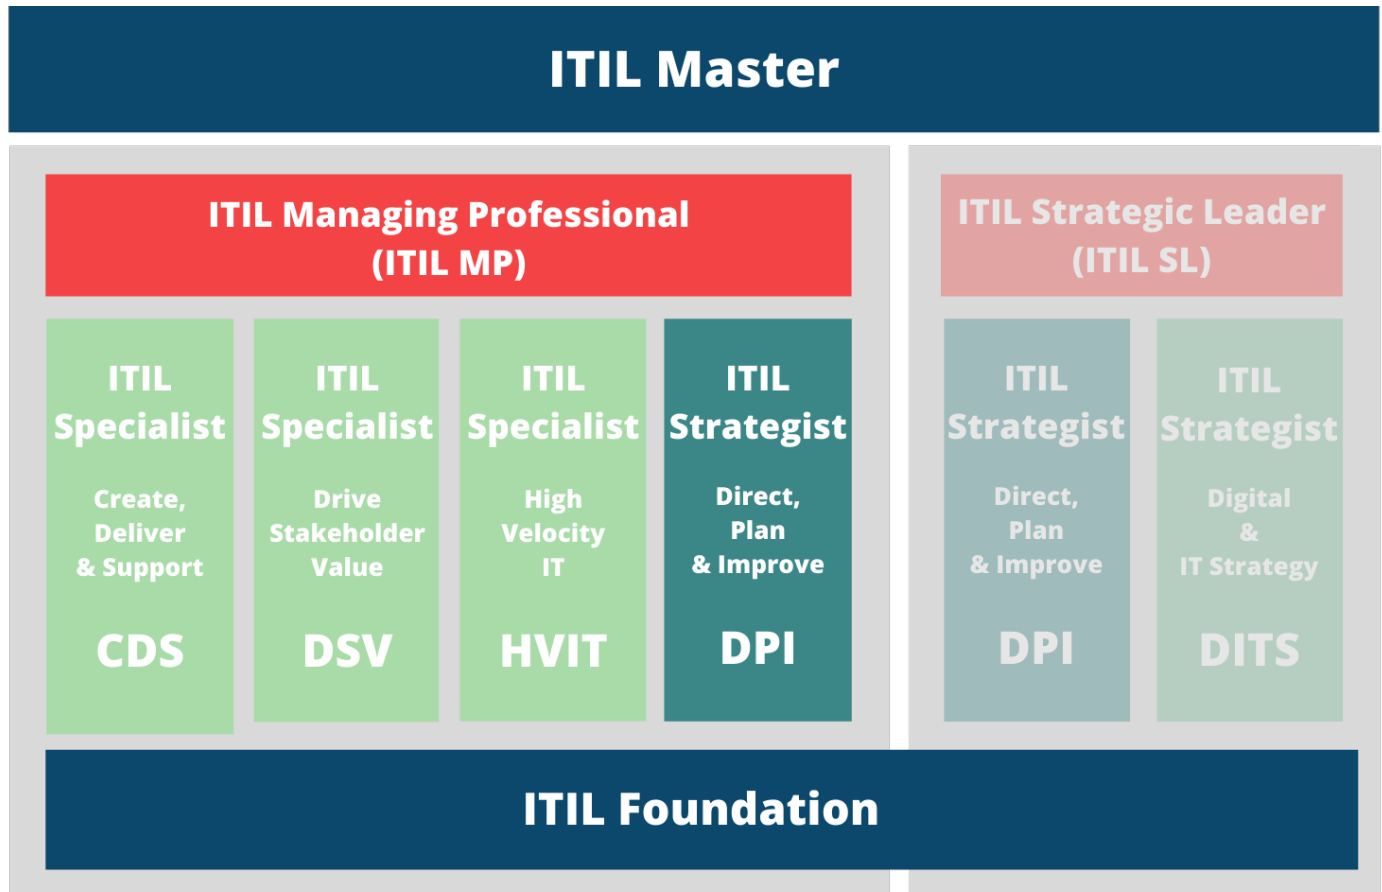 ITIL Master
ITIL Managing Professional
(ITIL MP)
ITIL
Specialist
Create,
Deliver
& Support
CDS
ITIL
Specialist
Drive
Stakeholder
Value
DSV
ITIL
Specialist
High
Velocity
IT
HVIT
ITIL
Strategist
Direct,
Plan
& Improve
DPI
ITIL Strategic Leader
(ITIL SL)
ITIL
Strategist
Direct,
Plan
& Improve
DPI
ITIL
Strategist
Digital
&
IT Strategy
DITS
ITIL Foundation